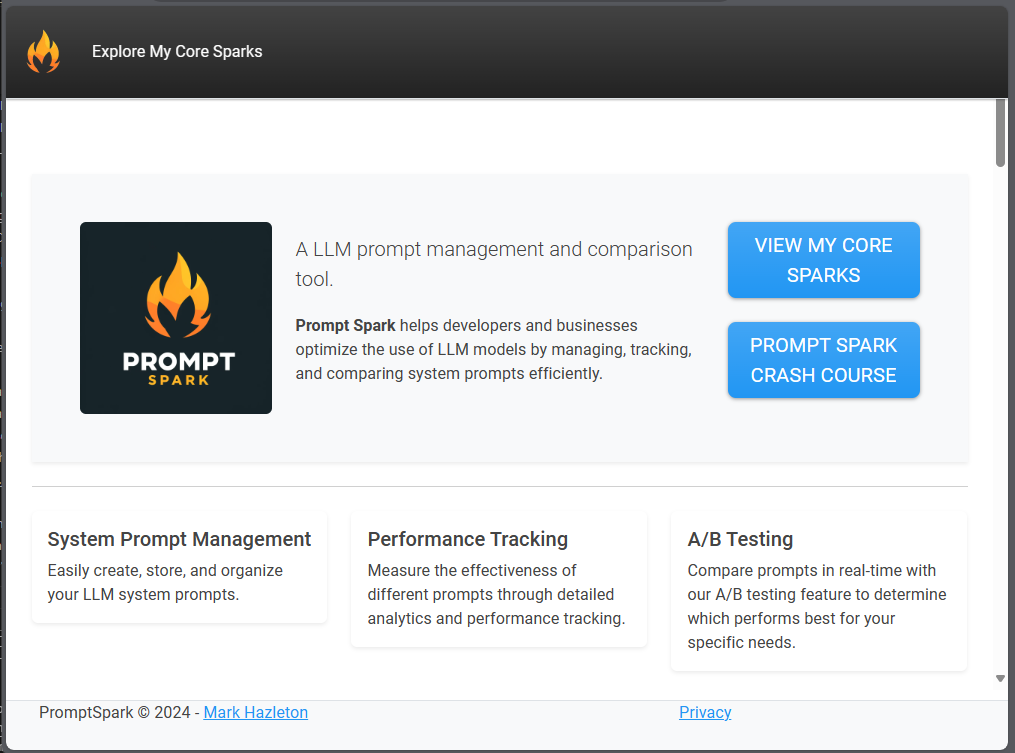 Explore My Core Sparks
PROMPT
SPARK
A LLM prompt management and comparison
tool.
Prompt Spark helps developers and businesses
optimize the use of LLM models by managing, tracking,
and comparing system prompts efficiently.
VIEW MY CORE
SPARKS
PROMPT SPARK
CRASH COURSE
System Prompt Management
Easily create, store, and organize
your LLM system prompts.
Performance Tracking
Measure the effectiveness of
different prompts through detailed
analytics and performance tracking.
A/B Testing
Compare prompts in real-time with
our A/B testing feature to determine
which performs best for your
specific needs.
PromptSpark © 2024 - Mark Hazleton
Privacy